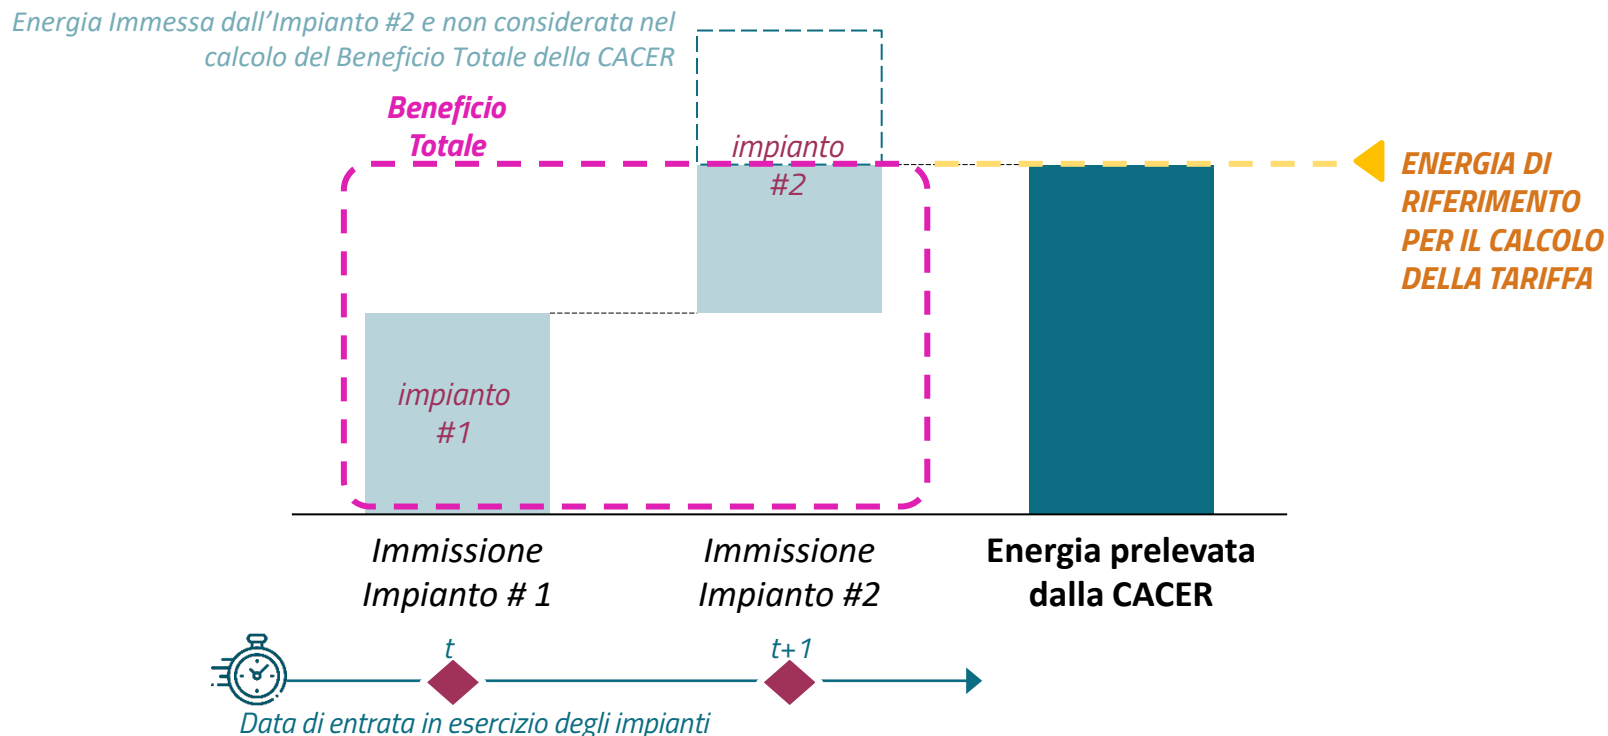 Energia Immessa dall’Impianto #2 e non considerata nel
calcolo del Beneficio Totale della CACER
Beneficio
Totale
impianto
#2
ENERGIA DI
RIFERIMENTO
PER IL CALCOLO
DELLA TARIFFA
impianto
#1
Immissione
Impianto # 1
Immissione
Impianto #2
Energia prelevata
dalla CACER
t
t+1
Data di entrata in esercizio degli impianti